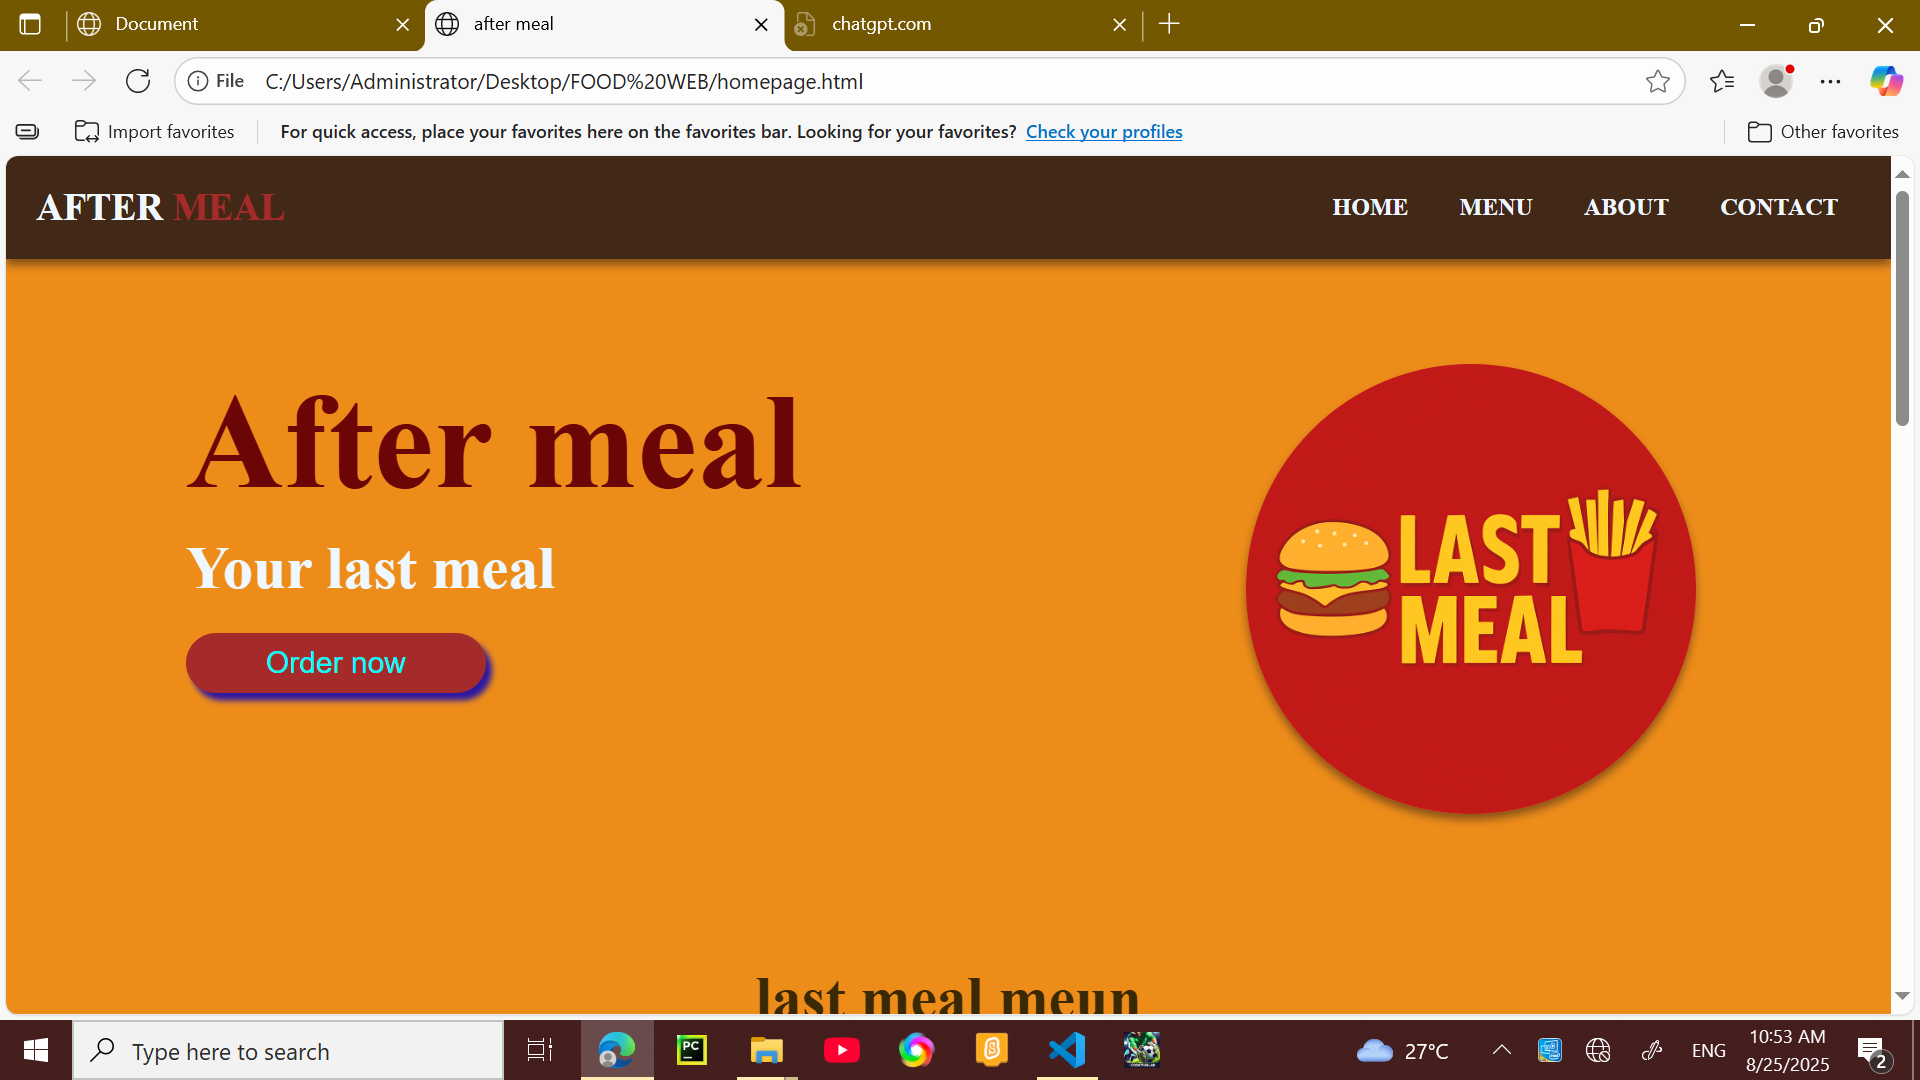 Document
after meal
chatgpt.com
File
C:/Users/Administrator/Desktop/FOOD%20WEB/homepage.html
Import favorites
For quick access, place your favorites here on the favorites bar. Looking for your favorites? Check your profiles
Other favorites
AFTER MEAL
HOME
MENU
ABOUT
CONTACT
After meal
Your last meal
Order now
LAST
MEAL
last meal meun
Type here to search
PC
27°C
ENG
10:53 AM
8/25/2025
2